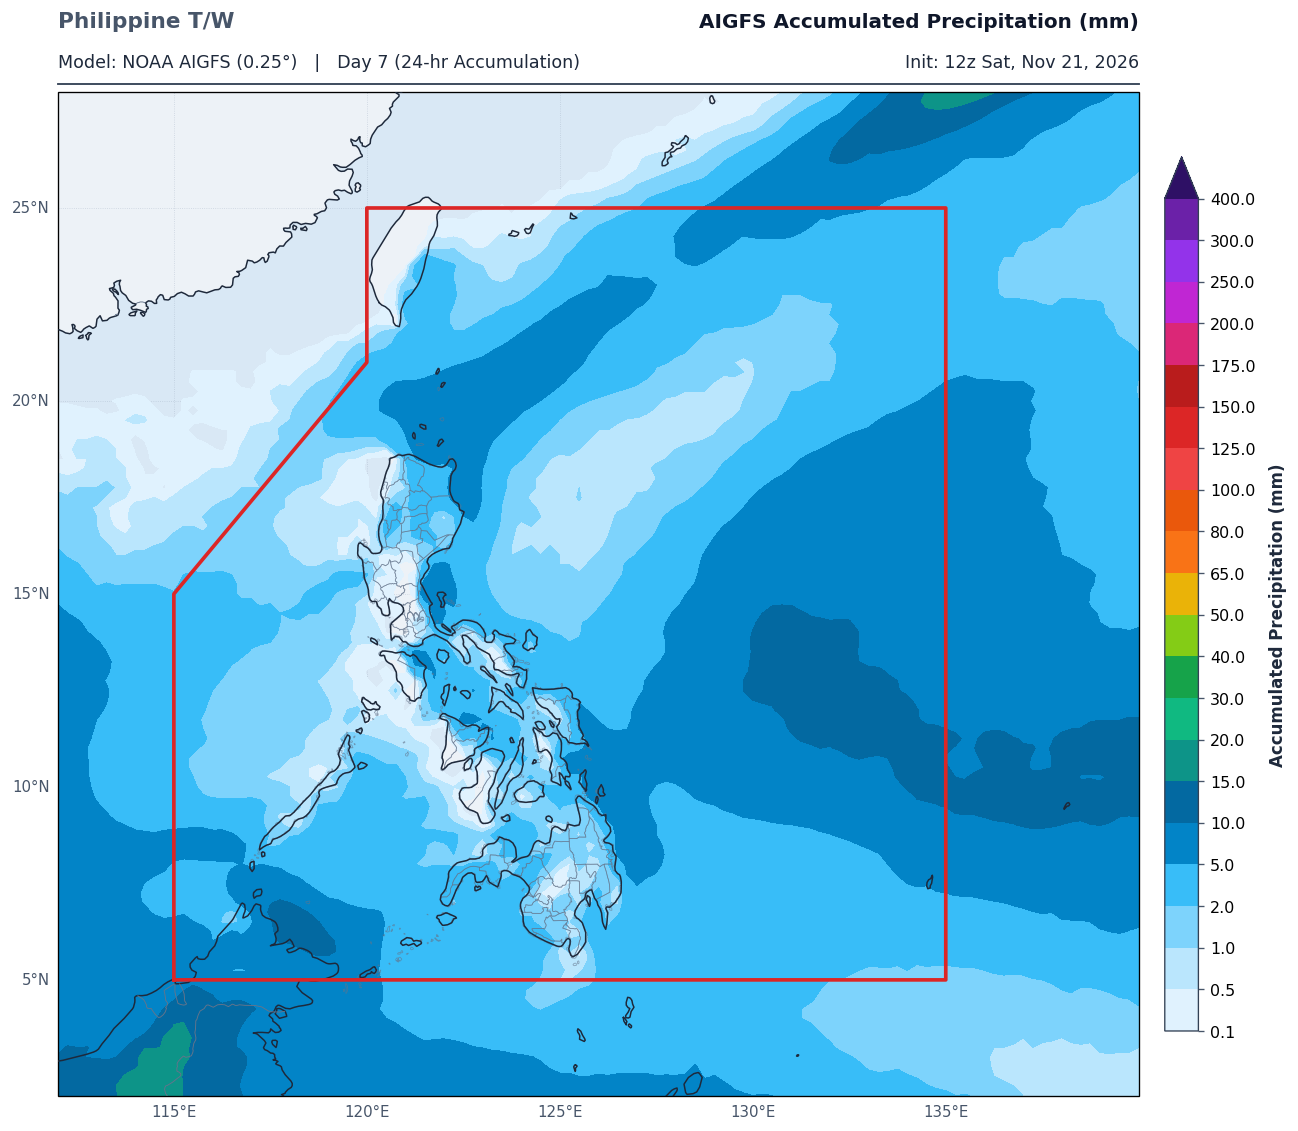 Philippine T/W
AIGFS Accumulated Precipitation (mm)
Model: NOAA AIGFS (0.25°)   |   Day 7 (24-hr Accumulation)
Init: 12z Sat, Nov 21, 2026
25°N
20°N
15°N
10°N
5°N
115°E
120°E
125°E
130°E
135°E
400.0
300.0
250.0
200.0
175.0
150.0
125.0
100.0
80.0
65.0
50.0
40.0
30.0
20.0
15.0
10.0
5.0
2.0
1.0
0.5
0.1
Accumulated Precipitation (mm)